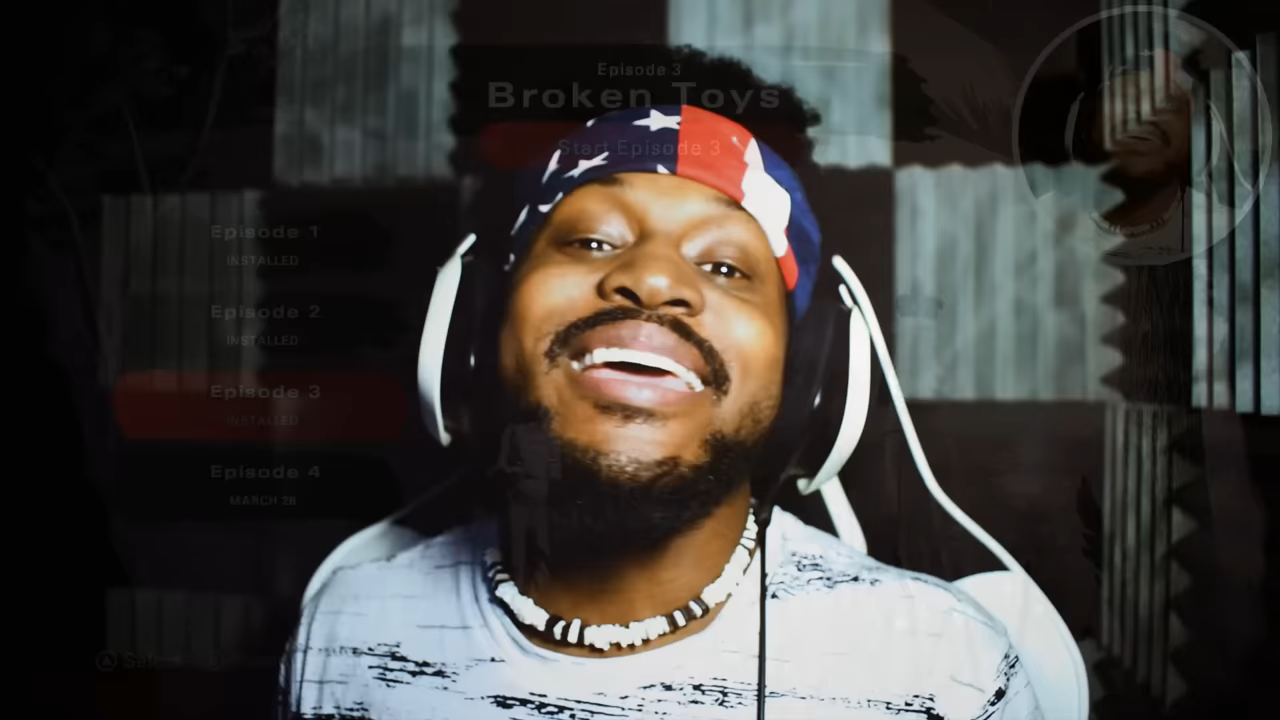 Episode 3
Broken Toys
Start Episode 3
Episode 1
INSTALLED
Episode 2
INSTALLED
Episode 3
INSTALLED
Episode 4
MARCH 28